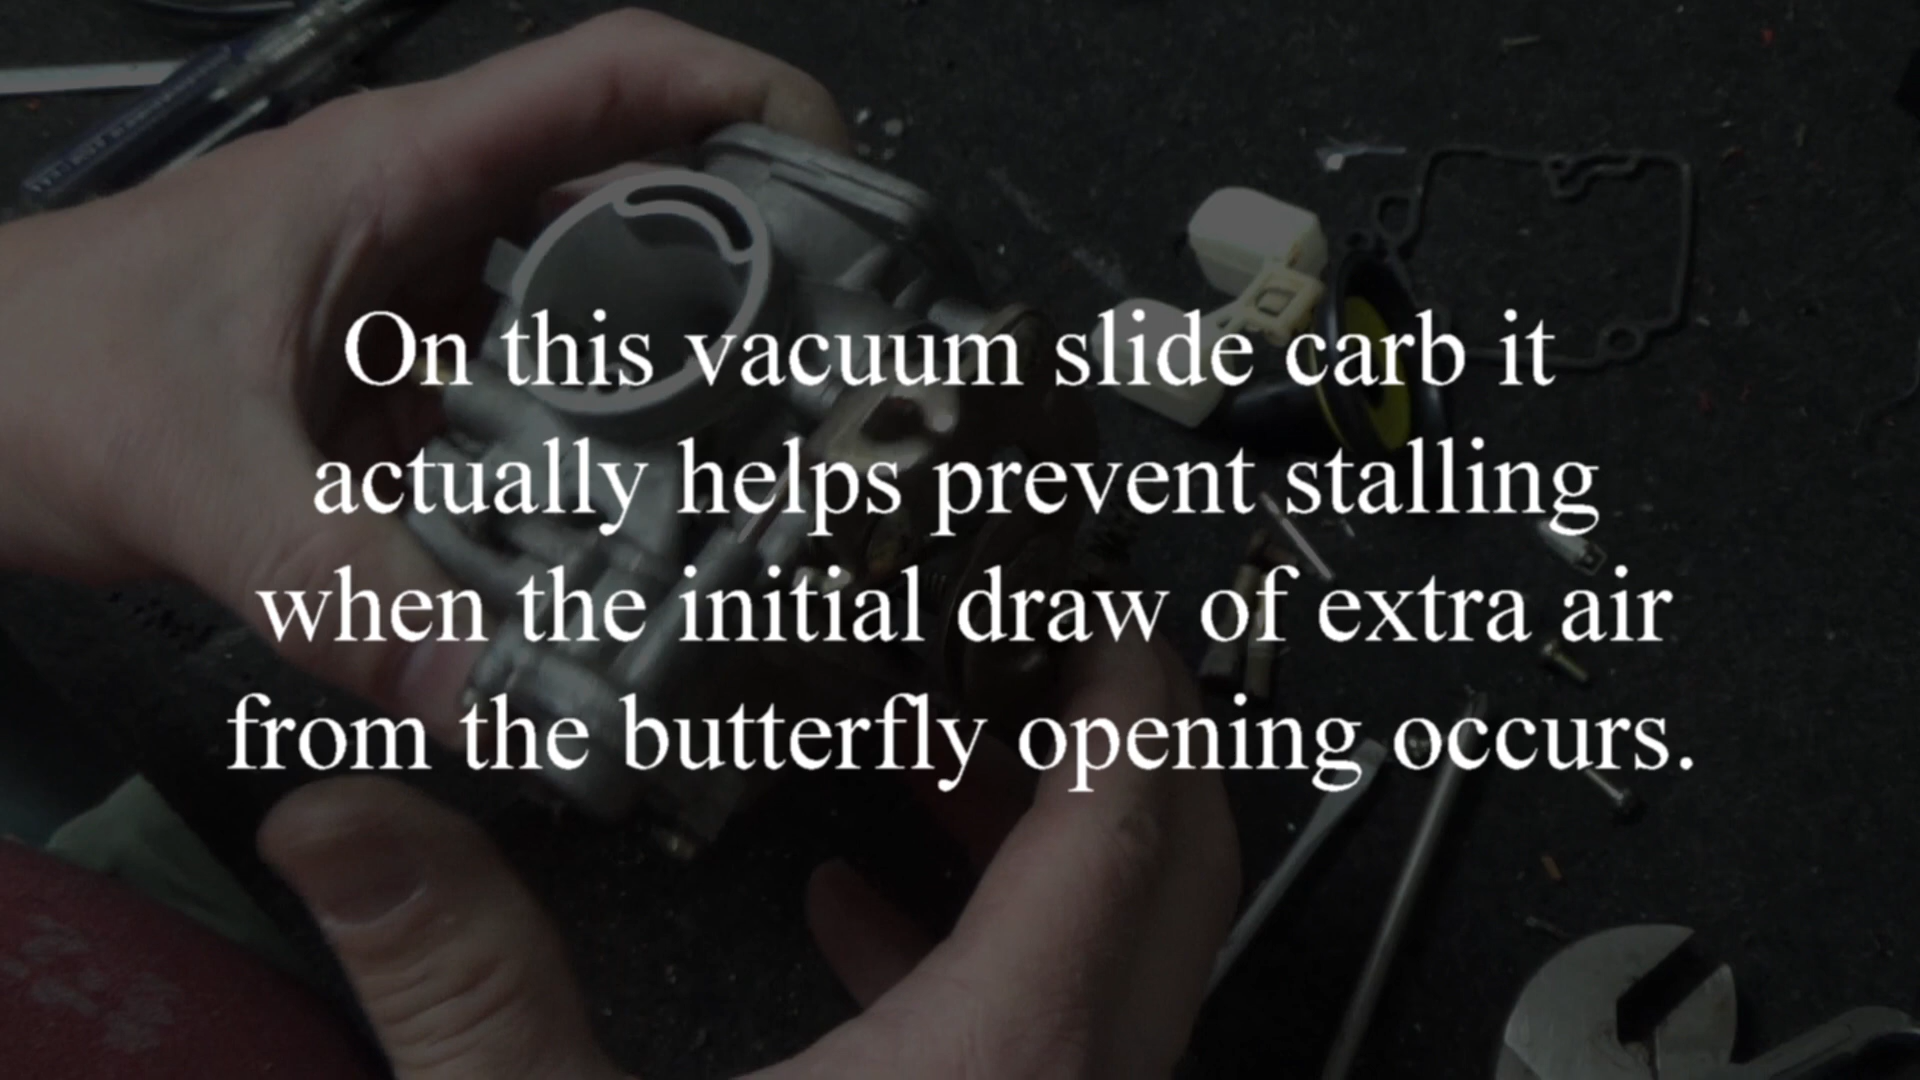 On this vacuum slide carb it
actually helps prevent stalling
when the initial draw of extra air
from the butterfly opening occurs.